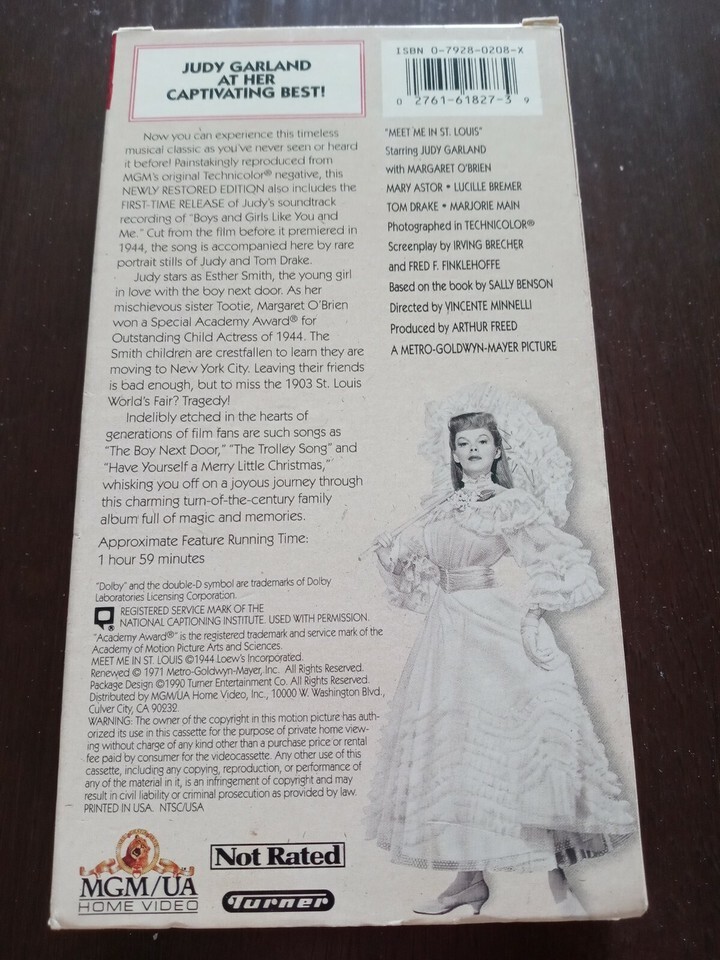 JUDY GARLAND
AT HER
CAPTIVATING BEST!
Now you can experience this timeless
musical classic as you've never seen or heard
it before! Painstakingly reproduced from
MGM's original Technicolor® negative, this
NEWLY RESTORED EDITION also includes the
FIRST-TIME RELEASE of Judy's soundtrack
recording of "Boys and Girls Like You and
Me." Cut from the film before it premiered in
1944, the song is accompanied here by rare
portrait stills of Judy and Tom Drake.
Judy stars as Esther Smith, the young girl
in love with the boy next door. As her
mischievous sister Tootie, Margaret O'Brien
won a Special Academy Award® for
Outstanding Child Actress of 1944. The
Smith children are crestfallen to learn they are
moving to New York City. Leaving their friends
is bad enough, but to miss the 1903 St. Louis
World's Fair? Tragedy!
Indelibly etched in the hearts of
generations of film fans are such songs as
"The Boy Next Door," "The Trolley Song" and
"Have Yourself a Merry Little Christmas,"
whisking you off on a joyous journey through
this charming turn-of-the-century family
album full of magic and memories.
Approximate Feature Running Time:
1 hour 59 minutes
"Dolby" and the double-D symbol are trademarks of Dolby
Laboratories Licensing Corporation.
® REGISTERED SERVICE MARK OF THE
NATIONAL CAPTIONING INSTITUTE. USED WITH PERMISSION.
"Academy Award®" is the registered trademark and service mark of the
Academy of Motion Picture Arts and Sciences.
MEET ME IN ST. LOUIS ©1944 Loew's Incorporated.
Renewed © 1971 Metro-Goldwyn-Mayer, Inc. All Rights Reserved.
Package Design ©1990 Turner Entertainment Co. All Rights Reserved.
Distributed by MGM/UA Home Video, Inc., 10000 W. Washington Blvd.,
Culver City, CA 90232.
WARNING: The owner of the copyright in this motion picture has auth-
orized its use in this cassette for the purpose of private home view-
ing without charge of any kind other than a purchase price or rental
fee paid by consumer for the videocassette. Any other use of this
cassette, including any copying, reproduction, or performance of
any of the material in it, is an infringement of copyright and may
result in civil liability or criminal prosecution as provided by law.
PRINTED IN USA. NTSC/USA
MGM/UA
HOME VIDEO
Not Rated
Turner
ISBN 0-7928-0208-X
0 2761-61827-3 9
"MEET ME IN ST. LOUIS"
Starring JUDY GARLAND
with MARGARET O'BRIEN
MARY ASTOR • LUCILLE BREMER
TOM DRAKE • MARJORIE MAIN
Photographed in TECHNICOLOR®
Screenplay by IRVING BRECHER
and FRED F. FINKLEHOFFE
Based on the book by SALLY BENSON
Directed by VINCENTE MINNELLI
Produced by ARTHUR FREED
A METRO-GOLDWYN-MAYER PICTURE